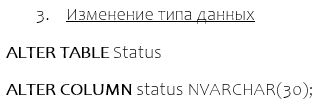 3. Изменение типа данных
ALTER TABLE Status
ALTER COLUMN status NVARCHAR(30);